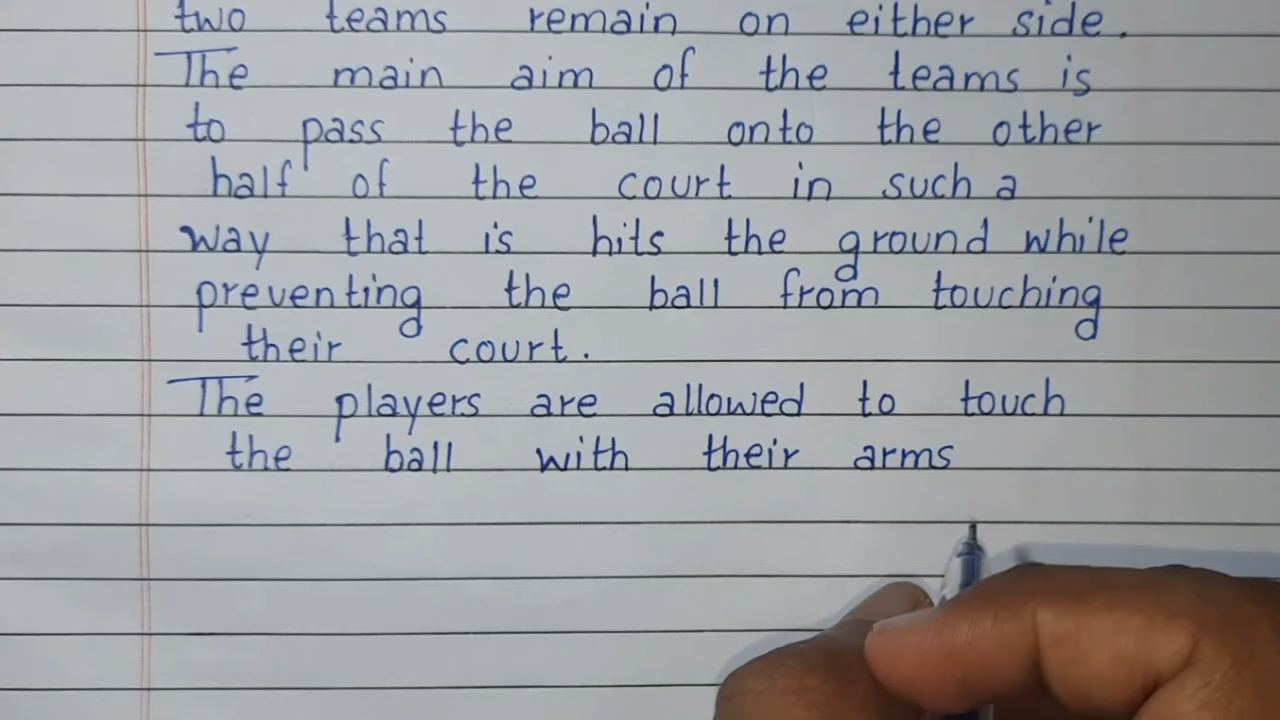 two teams remain on either side.
The main aim of the teams is
to pass the ball onto the other
half of the court in such a
way that is hits the ground while
preventing the ball from touching
their court.
The players are allowed to touch
the ball with their arms